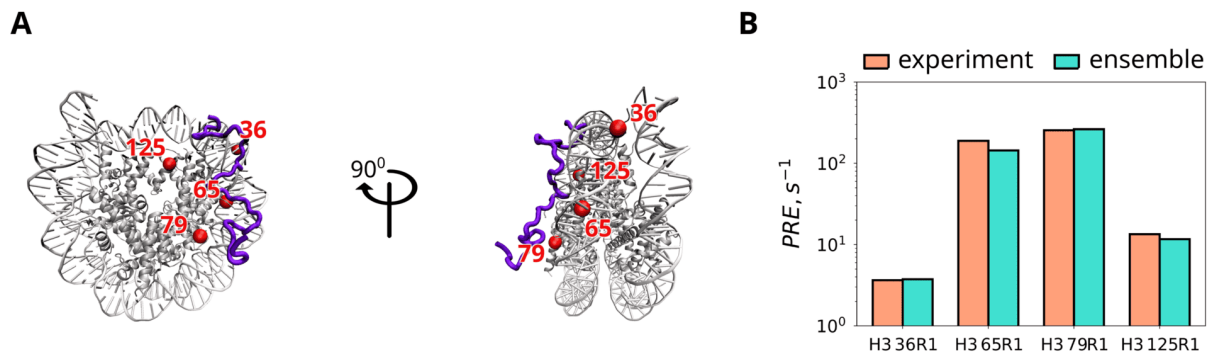 A
36
125
65
79
90⁰
36
125
65
79
B
experiment
ensemble
PRE, s⁻¹
10³
10²
10¹
10⁰
H3 36R1
H3 65R1
H3 79R1
H3 125R1